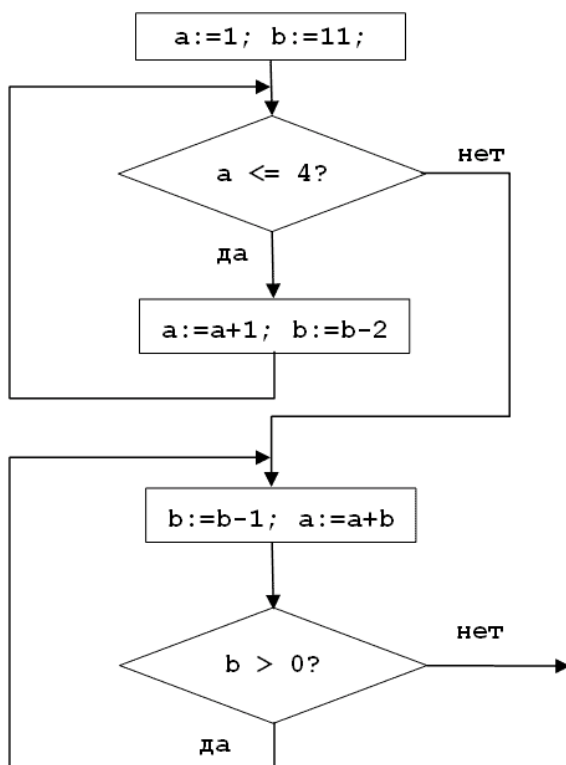 a:=1; b:=11;
нет
a <= 4?
да
a:=a+1; b:=b-2
b:=b-1; a:=a+b
нет
b > 0?
да